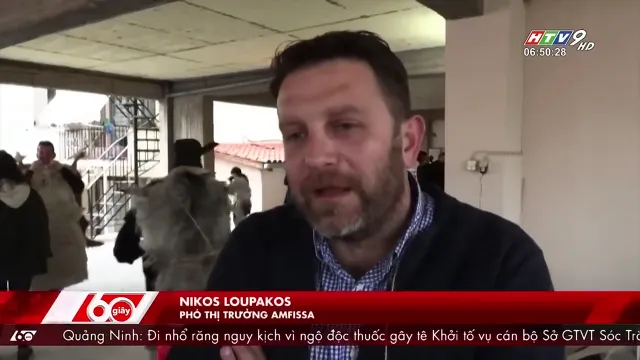 HTV9 HD
06:50:28
60 giây
NIKOS LOUPAKOS
PHÓ THỊ TRƯỞNG AMFISSA
Quảng Ninh: Đi nhổ răng nguy kịch vì ngộ độc thuốc gây tê Khởi tố vụ cán bộ Sở GTVT Sóc Tr